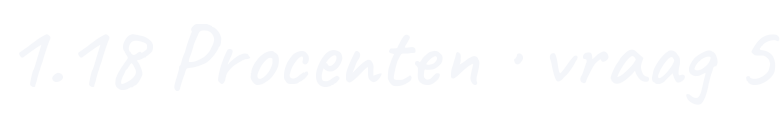 1.18 Procenten · vraag 5